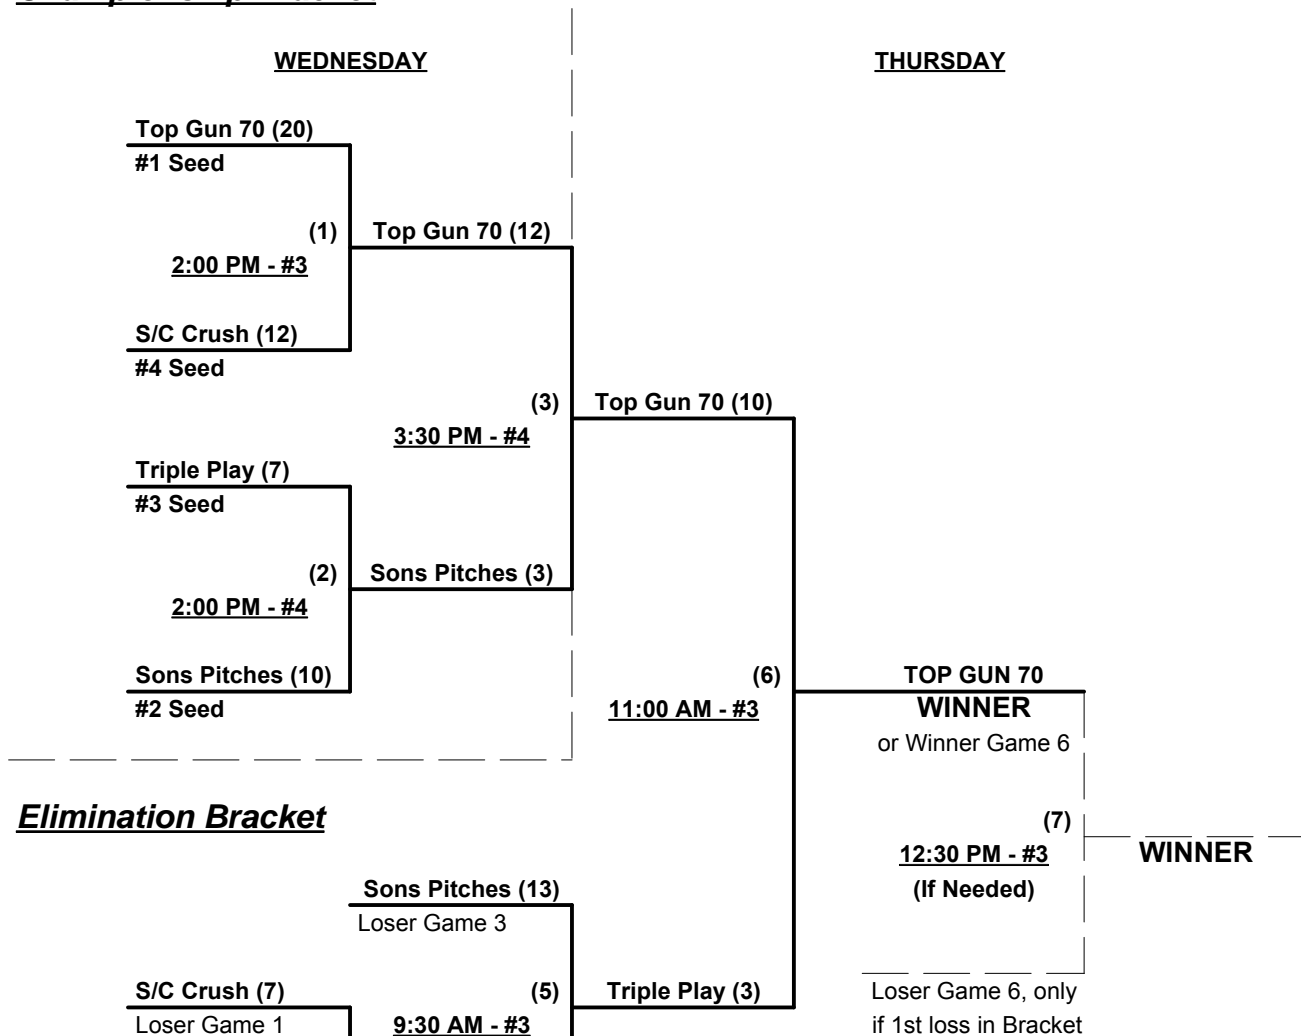 WEDNESDAY
THURSDAY
Top Gun 70 (20)
#1 Seed
(1)
Top Gun 70 (12)
2:00 PM - #3
S/C Crush (12)
#4 Seed
(3)
Top Gun 70 (10)
3:30 PM - #4
Triple Play (7)
#3 Seed
(2)
Sons Pitches (3)
2:00 PM - #4
Sons Pitches (10)
#2 Seed
(6)
TOP GUN 70
11:00 AM - #3
WINNER
or Winner Game 6
Elimination Bracket
(7)
12:30 PM - #3
WINNER
(If Needed)
Sons Pitches (13)
Loser Game 3
S/C Crush (7)
(5)
Triple Play (3)
Loser Game 6, only
Loser Game 1
9:30 AM - #3
if 1st loss in Bracket